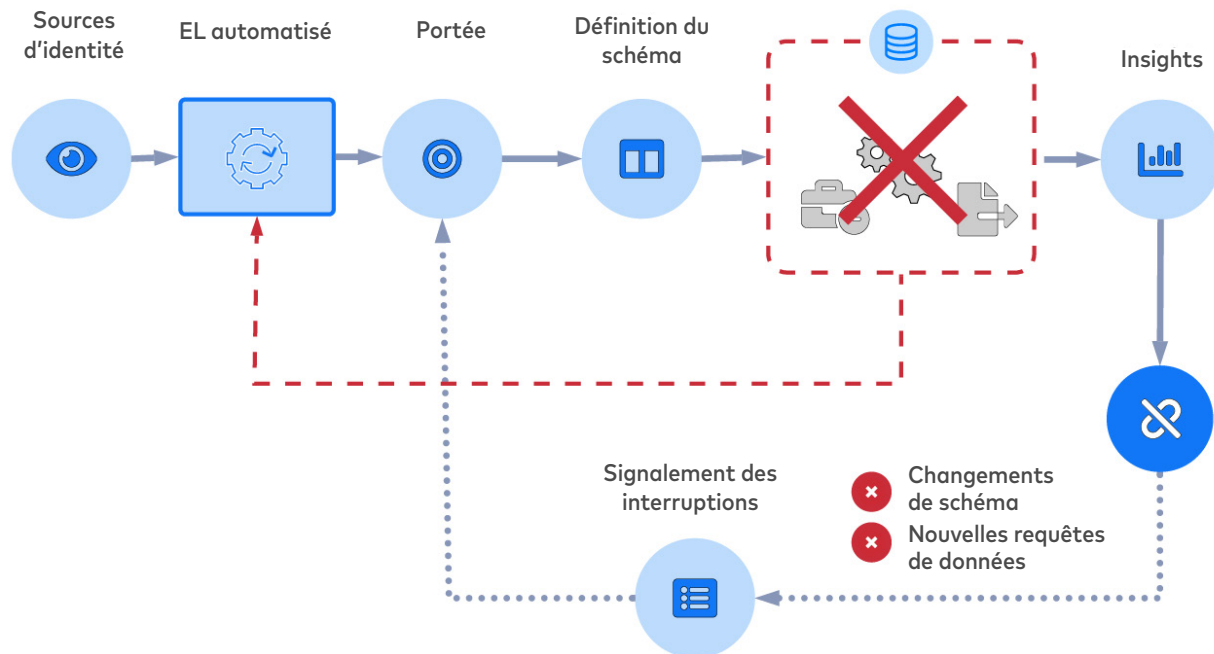 Sources
d’identité
EL automatisé
Portée
Définition du
schéma
Insights
Signalement des
interruptions
Changements
de schéma
Nouvelles requêtes
de données